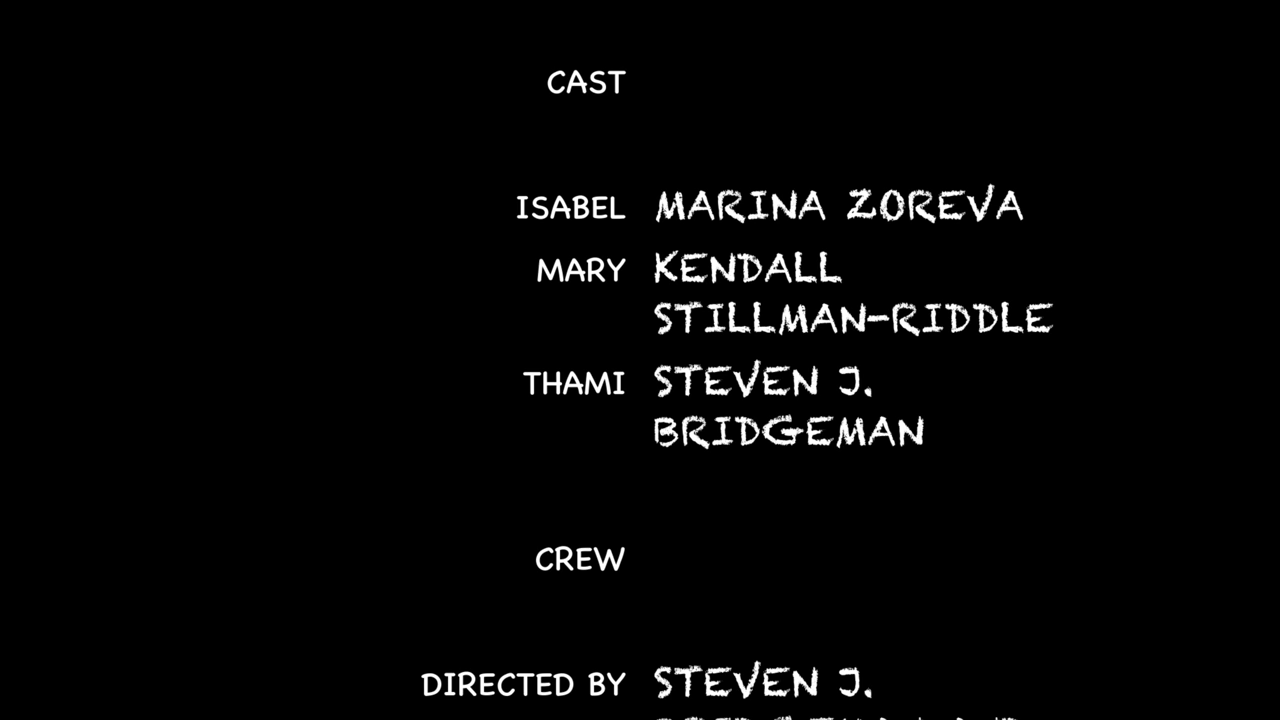 CAST
ISABEL MARINA ZOREVA
MARY KENDALL
STILLMAN-RIDDLE
THAMI STEVEN J.
BRIDGEMAN
CREW
DIRECTED BY STEVEN J.